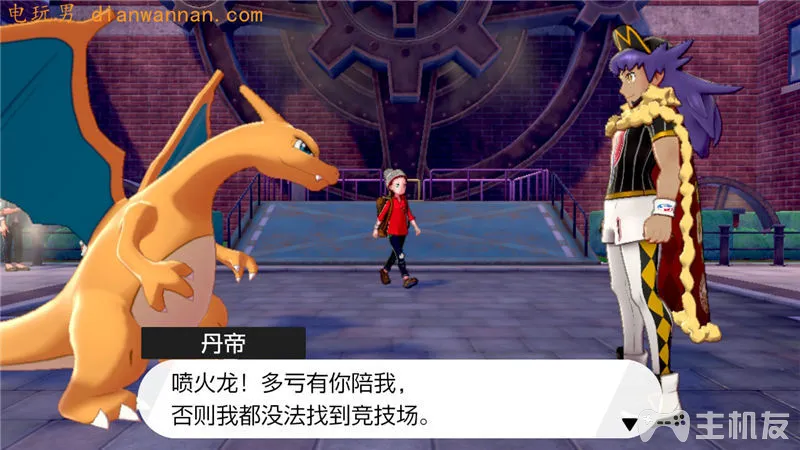 电玩男 dianwannan.com
丹帝
喷火龙！多亏有你陪我，
否则我都没法找到竞技场。
主机友